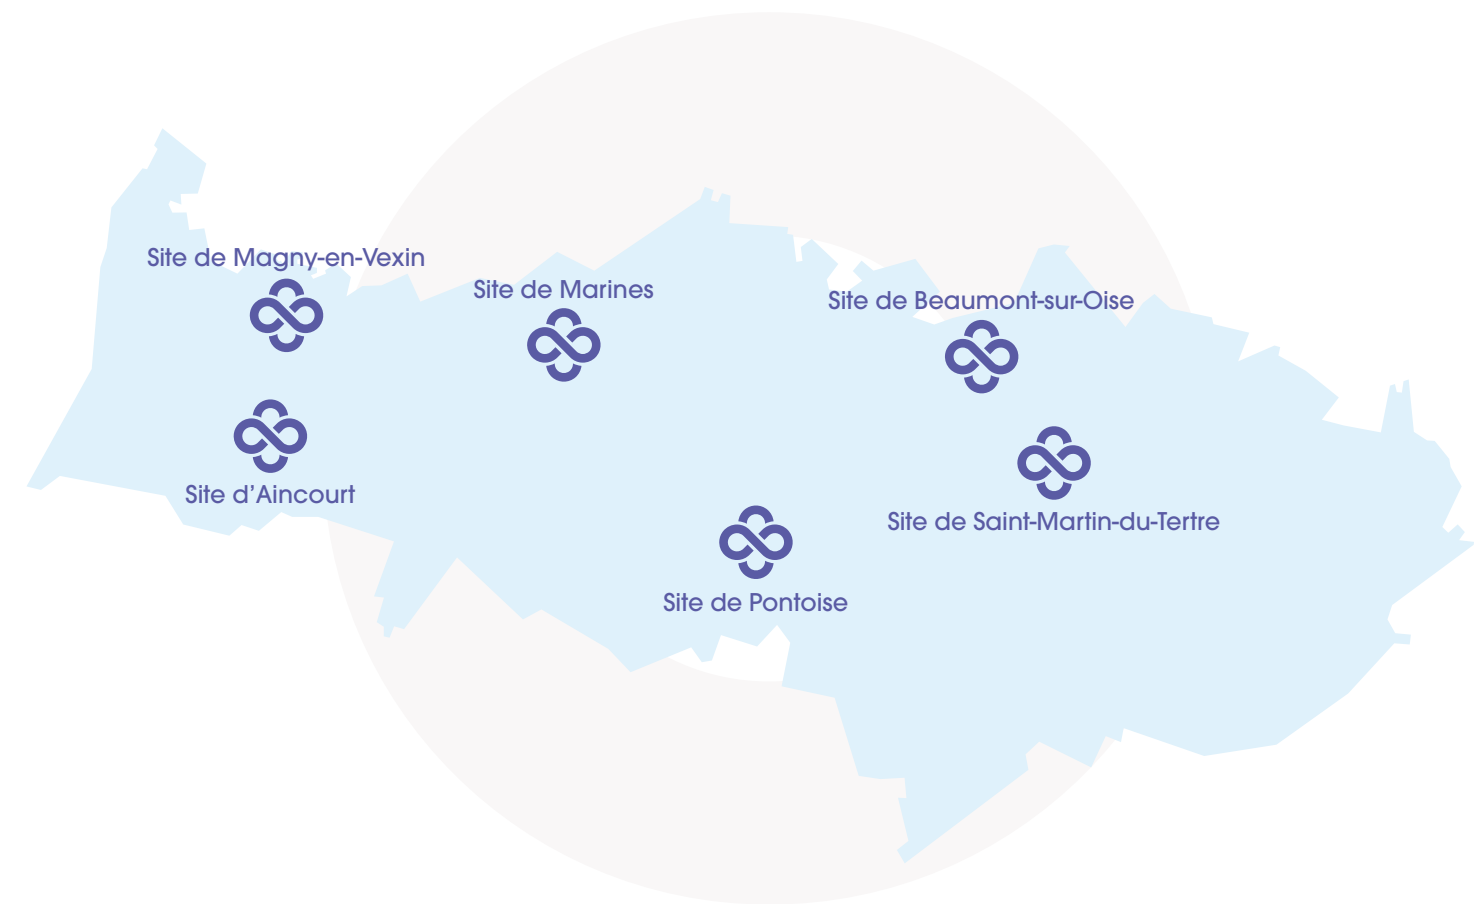 Site de Magny-en-Vexin
Site de Marines
Site de Beaumont-sur-Oise
Site d’Aincourt
Site de Saint-Martin-du-Tertre
Site de Pontoise